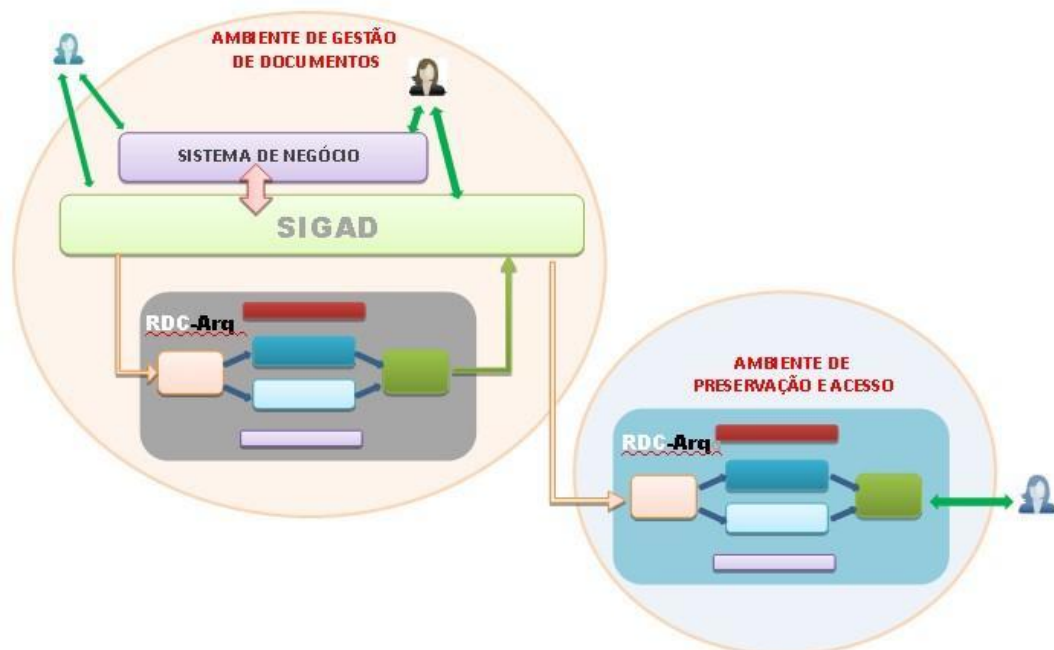 AMBIENTE DE GESTÃO
DE DOCUMENTOS
SISTEMA DE NEGÓCIO
SIGAD
RDC-Arq
AMBIENTE DE
PRESERVAÇÃO E ACESSO
RDC-Arq